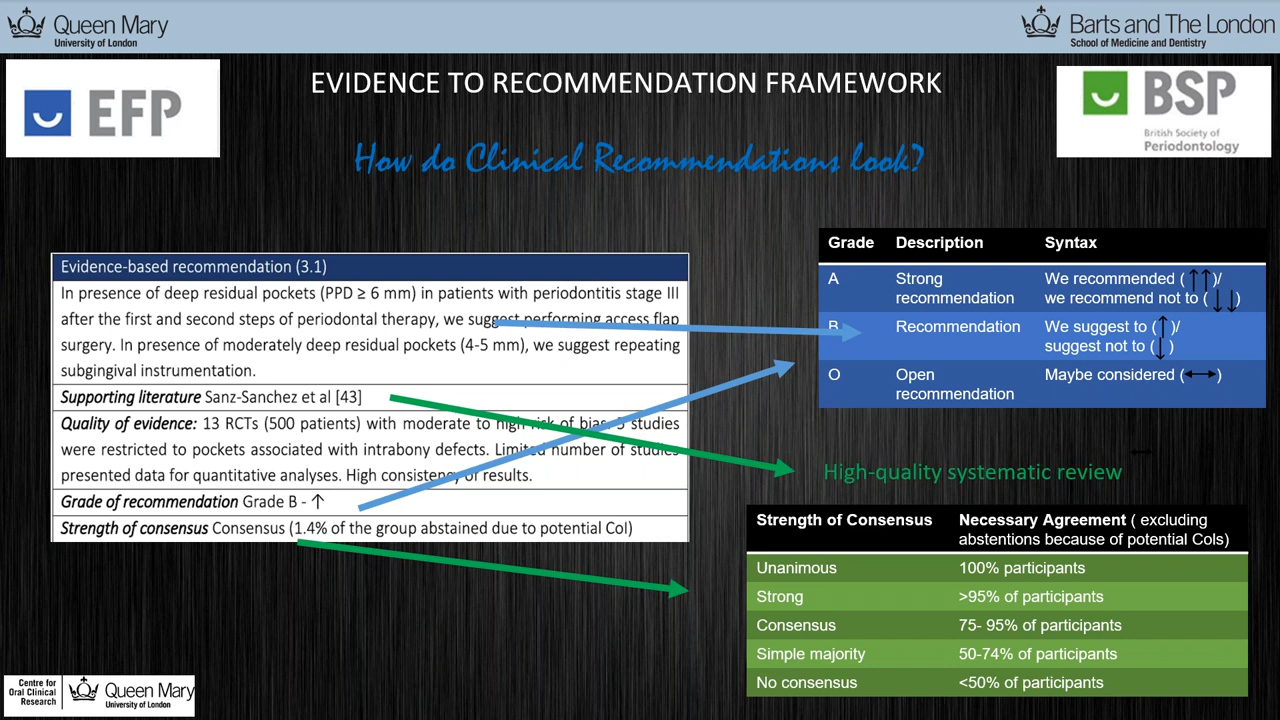 Queen Mary
University of London
Barts and The London
School of Medicine and Dentistry
EFP
EVIDENCE TO RECOMMENDATION FRAMEWORK
BSP
British Society of
Periodontology
How do Clinical Recommendations look?
Evidence-based recommendation (3.1)
In presence of deep residual pockets (PPD ≥ 6 mm) in patients with periodontitis stage III
after the first and second steps of periodontal therapy, we suggest performing access flap
surgery. In presence of moderately deep residual pockets (4-5 mm), we suggest repeating
subgingival instrumentation.
Supporting literature Sanz-Sanchez et al [43]
Quality of evidence: 13 RCTs (500 patients) with moderate to high risk of bias. studies
were restricted to pockets associated with intrabony defects. Limited number of studies
presented data for quantitative analyses. High consistency of results.
Grade of recommendation Grade B - ↑
Strength of consensus Consensus (1.4% of the group abstained due to potential CoI)
Grade Description Syntax
A Strong We recommended (↑↑)/
recommendation we recommend not to (↓↓)
B Recommendation We suggest to (↑)/
suggest not to (↓)
O Open Maybe considered (↔)
recommendation
↔
High-quality systematic review
Strength of Consensus Necessary Agreement ( excluding
abstentions because of potential CoIs)
Unanimous 100% participants
Strong >95% of participants
Consensus 75- 95% of participants
Simple majority 50-74% of participants
No consensus <50% of participants
Centre for
Oral Clinical
Research
Queen Mary
University of London